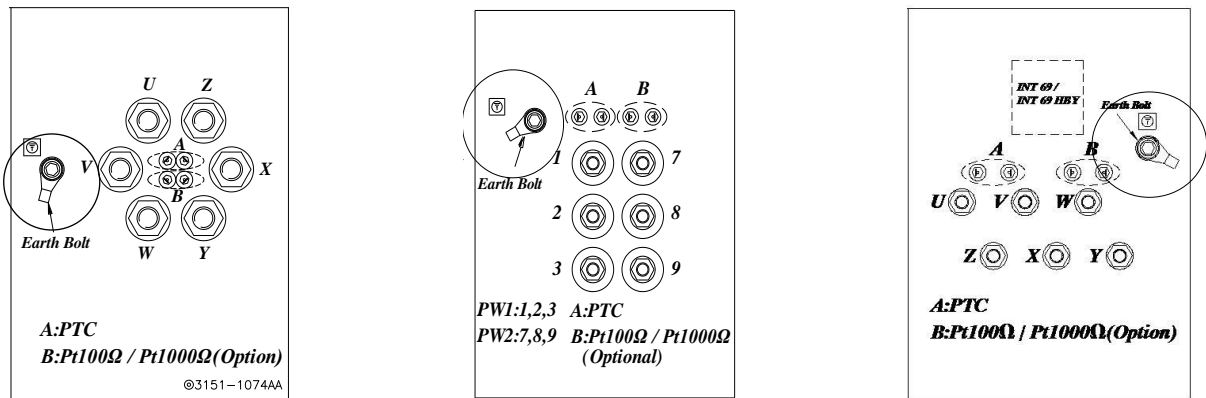 U Z
A
V X
B
Earth Bolt
W Y
A:PTC
B:Pt100Ω / Pt1000Ω(Option)
©3151-1074AA
A B
1 7
Earth Bolt
2 8
3 9
PW1:1,2,3 A:PTC
PW2:7,8,9 B:Pt100Ω / Pt1000Ω
(Optional)
INT 69 /
INT 69 HBY
Earth Bolt
A B
U V W
Z X Y
A:PTC
B:Pt100Ω / Pt1000Ω(Option)